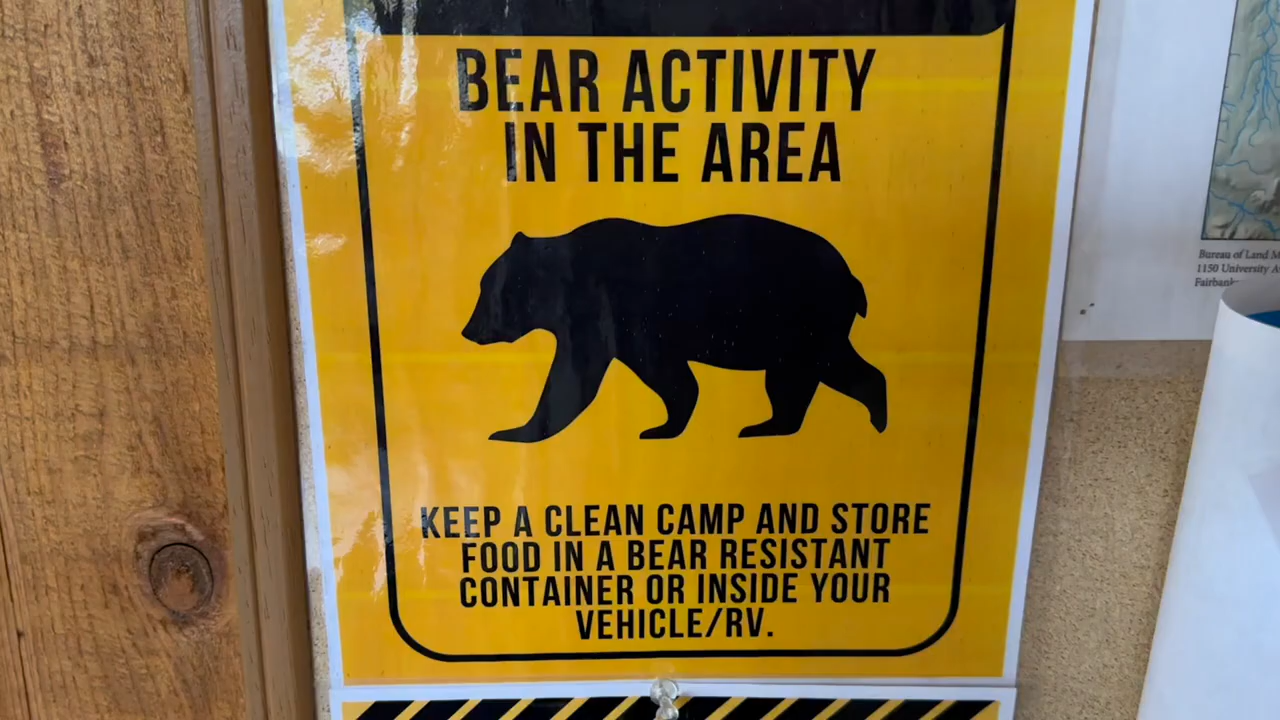 BEAR ACTIVITY
IN THE AREA
KEEP A CLEAN CAMP AND STORE
FOOD IN A BEAR RESISTANT
CONTAINER OR INSIDE YOUR
VEHICLE/RV.
Bureau of Land
1150 University